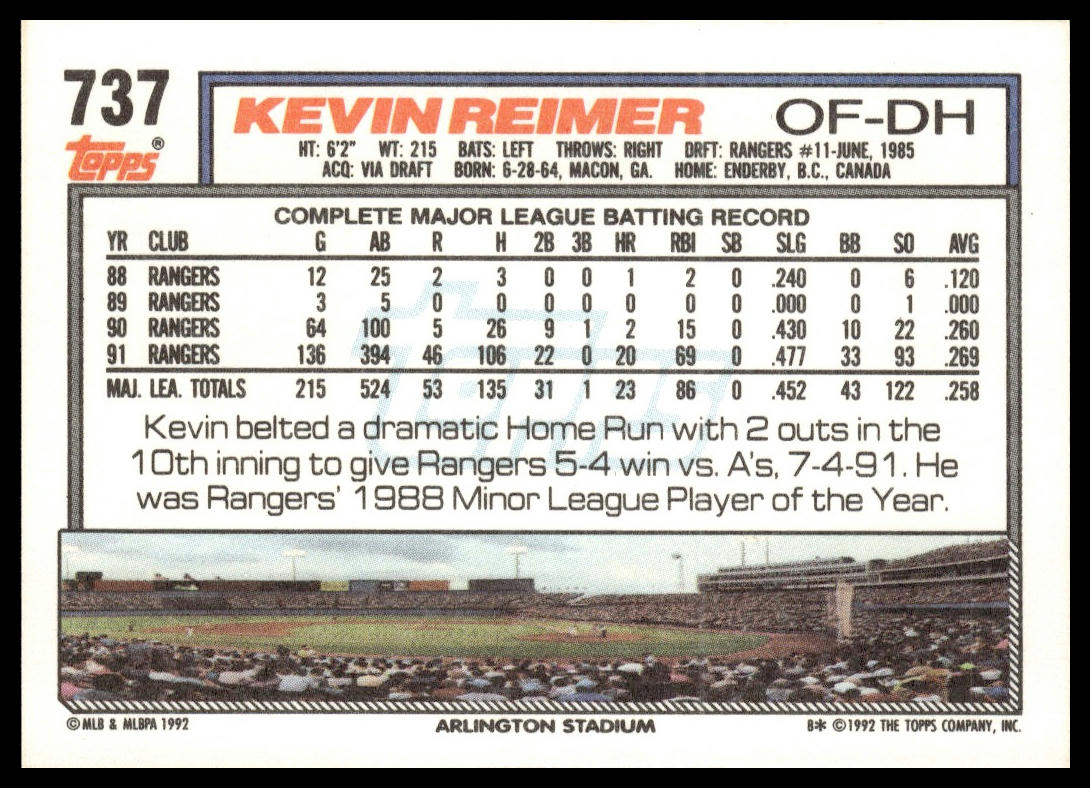 737
topps®
KEVIN REIMER OF-DH
HT: 6'2" WT: 215 BATS: LEFT THROWS: RIGHT DRFT: RANGERS #11-JUNE, 1985
ACQ: VIA DRAFT BORN: 6-28-64, MACON, GA. HOME: ENDERBY, B.C., CANADA
COMPLETE MAJOR LEAGUE BATTING RECORD
YR CLUB G AB R H 2B 3B HR RBI SB SLG BB SO AVG
88 RANGERS 12 25 2 3 0 0 1 2 0 .240 0 6 .120
89 RANGERS 3 5 0 0 0 0 0 0 0 .000 0 1 .000
90 RANGERS 64 100 5 26 9 1 2 15 0 .430 10 22 .260
91 RANGERS 136 394 46 106 22 0 20 69 0 .477 33 93 .269
MAJ. LEA. TOTALS 215 524 53 135 31 1 23 86 0 .452 43 122 .258
topps
Kevin belted a dramatic Home Run with 2 outs in the
10th inning to give Rangers 5-4 win vs. A's, 7-4-91. He
was Rangers' 1988 Minor League Player of the Year.
©MLB & MLBPA 1992 ARLINGTON STADIUM B* ©1992 THE TOPPS COMPANY, INC.